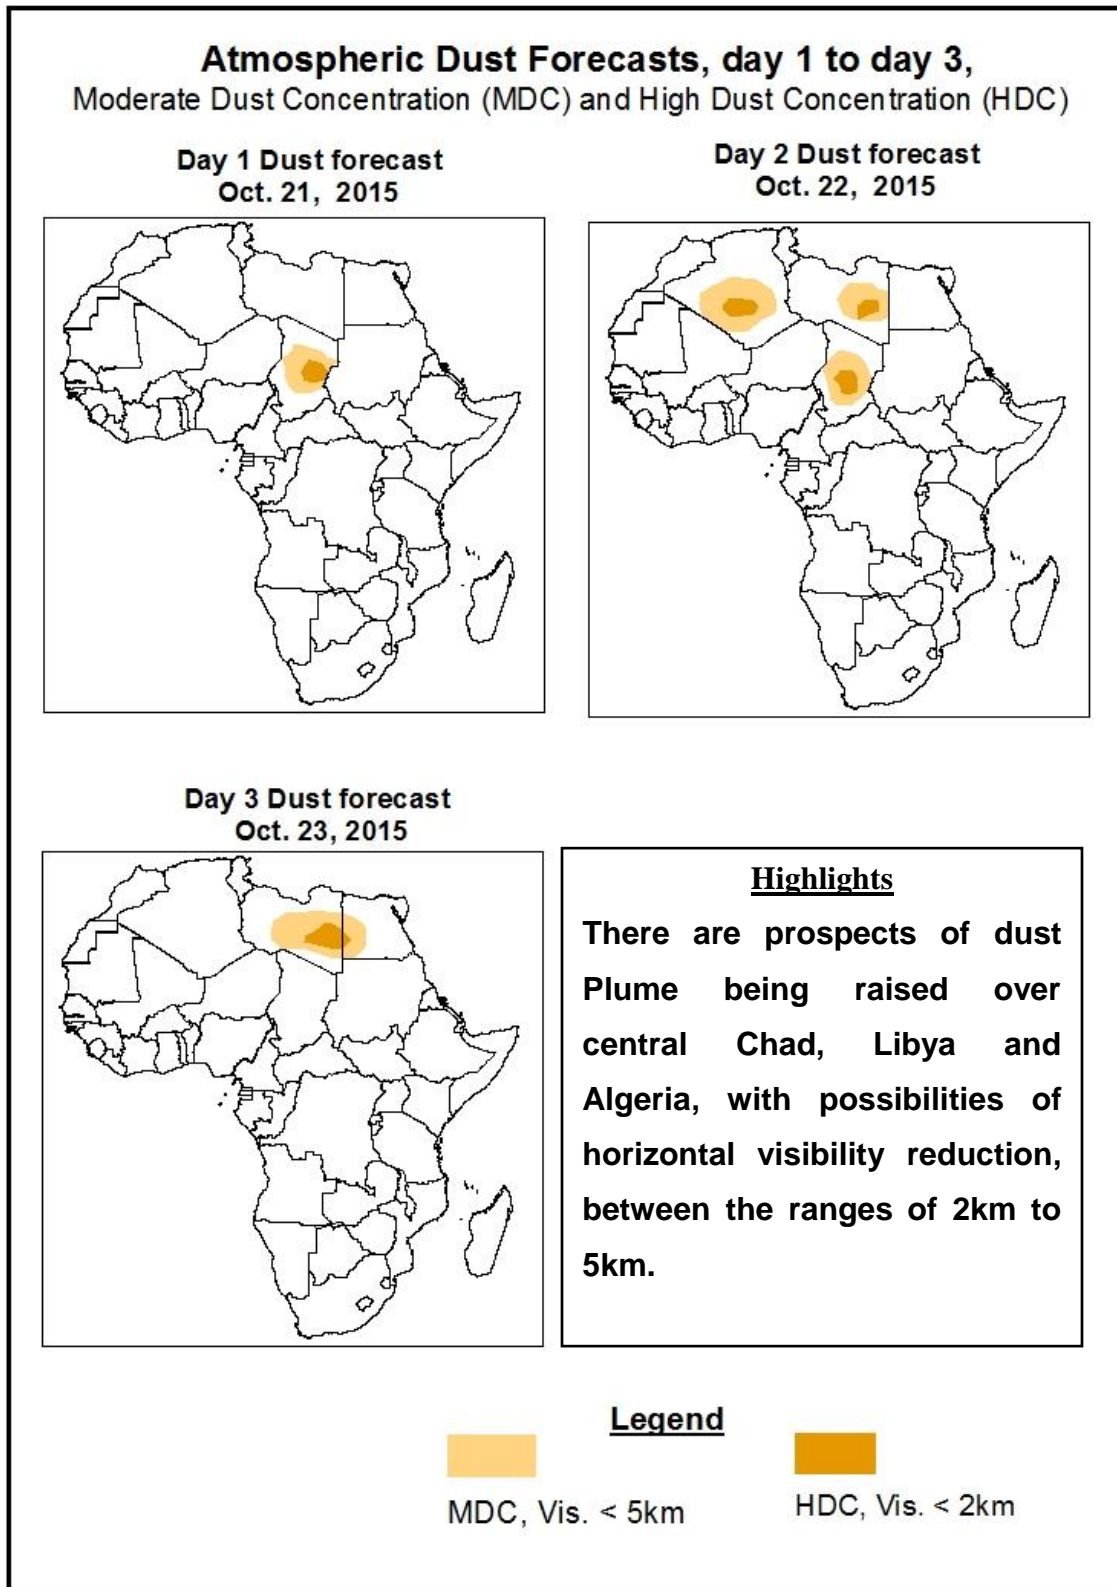 Atmospheric Dust Forecasts, day 1 to day 3,
Moderate Dust Concentration (MDC) and High Dust Concentration (HDC)
Day 1 Dust forecast
Oct. 21, 2015
Day 2 Dust forecast
Oct. 22, 2015
Day 3 Dust forecast
Oct. 23, 2015
Highlights
There are prospects of dust
Plume being raised over
central Chad, Libya and
Algeria, with possibilities of
horizontal visibility reduction,
between the ranges of 2km to
5km.
Legend
MDC, Vis. < 5km
HDC, Vis. < 2km